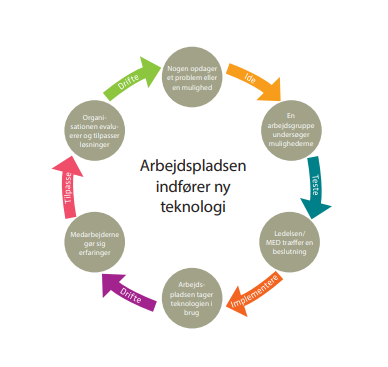 Arbejdspladsen
indfører ny
teknologi
Nogen opdager
et problem eller
en mulighed
ide
En
arbejdsgruppe
undersøger
mulighederne
Teste
Ledelsen/
MED træffer en
beslutning
Implementere
Arbejds-
pladsen tager
teknologien i
brug
Drifte
Medarbejderne
gør sig
erfaringer
Tilpasse
Organi-
sationen evalu-
erer og tilpasser
løsninger
Drifte